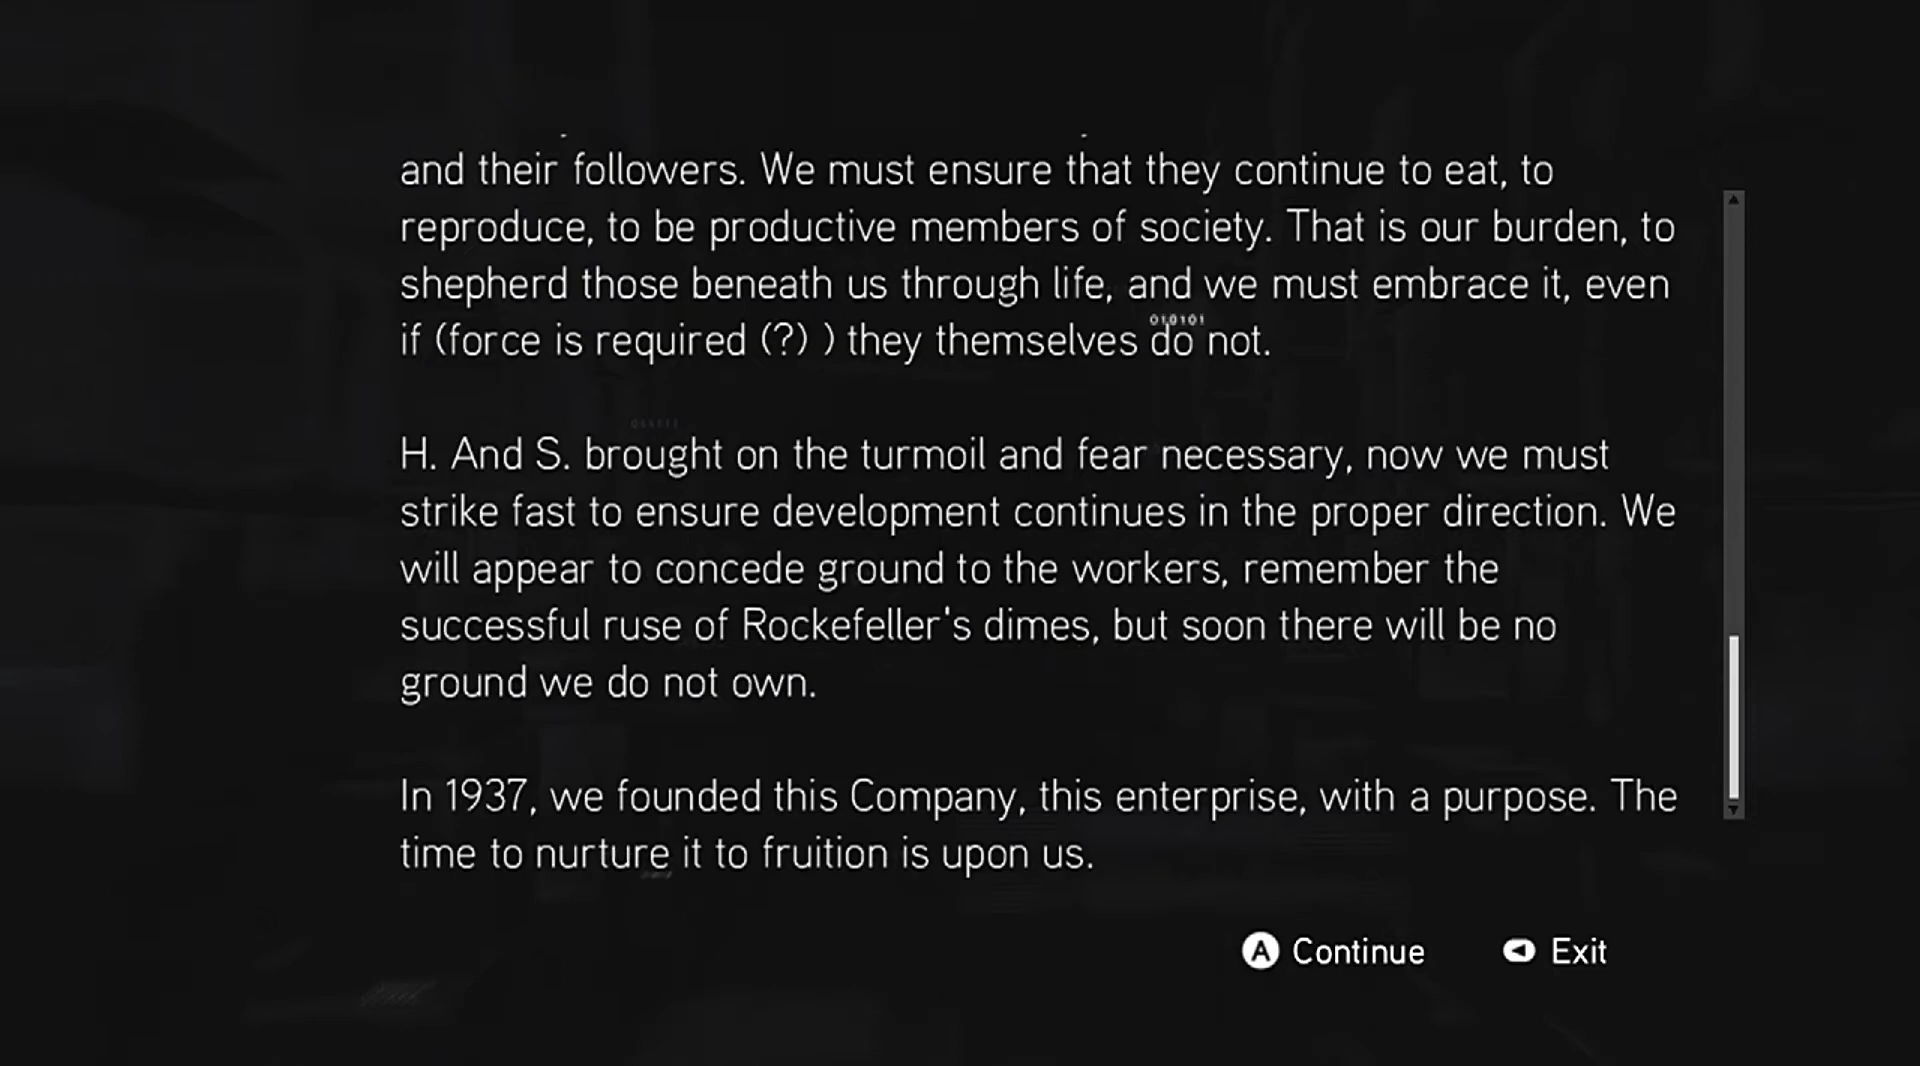 and their followers. We must ensure that they continue to eat, to
reproduce, to be productive members of society. That is our burden, to
shepherd those beneath us through life, and we must embrace it, even
if (force is required (?) ) they themselves do not.
010101
H. And S. brought on the turmoil and fear necessary, now we must
strike fast to ensure development continues in the proper direction. We
will appear to concede ground to the workers, remember the
successful ruse of Rockefeller's dimes, but soon there will be no
ground we do not own.
In 1937, we founded this Company, this enterprise, with a purpose. The
time to nurture it to fruition is upon us.
A Continue
Exit